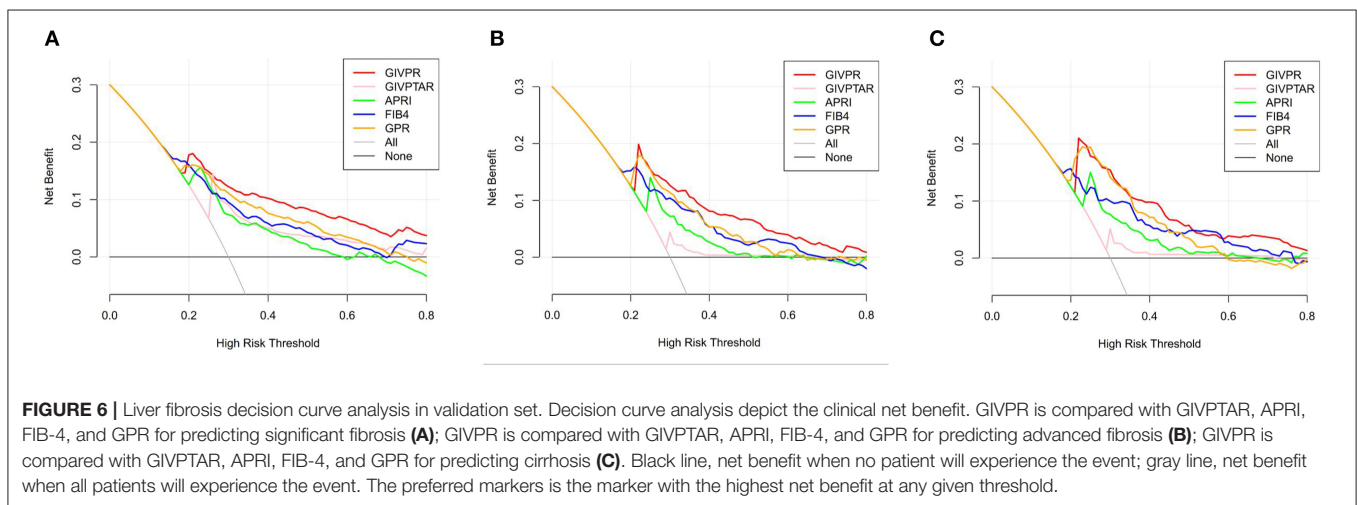 A
GIVPR
GIVPTAR
APRI
FIB4
GPR
All
None
Net Benefit
0.3
0.2
0.1
0.0
0.0 0.2 0.4 0.6 0.8
High Risk Threshold
B
GIVPR
GIVPTAR
APRI
FIB4
GPR
All
None
Net Benefit
0.3
0.2
0.1
0.0
0.0 0.2 0.4 0.6 0.8
High Risk Threshold
C
GIVPR
GIVPTAR
APRI
FIB4
GPR
All
None
Net Benefit
0.3
0.2
0.1
0.0
0.0 0.2 0.4 0.6 0.8
High Risk Threshold
FIGURE 6 | Liver fibrosis decision curve analysis in validation set. Decision curve analysis depict the clinical net benefit. GIVPR is compared with GIVPTAR, APRI,
FIB-4, and GPR for predicting significant fibrosis (A); GIVPR is compared with GIVPTAR, APRI, FIB-4, and GPR for predicting advanced fibrosis (B); GIVPR is
compared with GIVPTAR, APRI, FIB-4, and GPR for predicting cirrhosis (C). Black line, net benefit when no patient will experience the event; gray line, net benefit
when all patients will experience the event. The preferred markers is the marker with the highest net benefit at any given threshold.